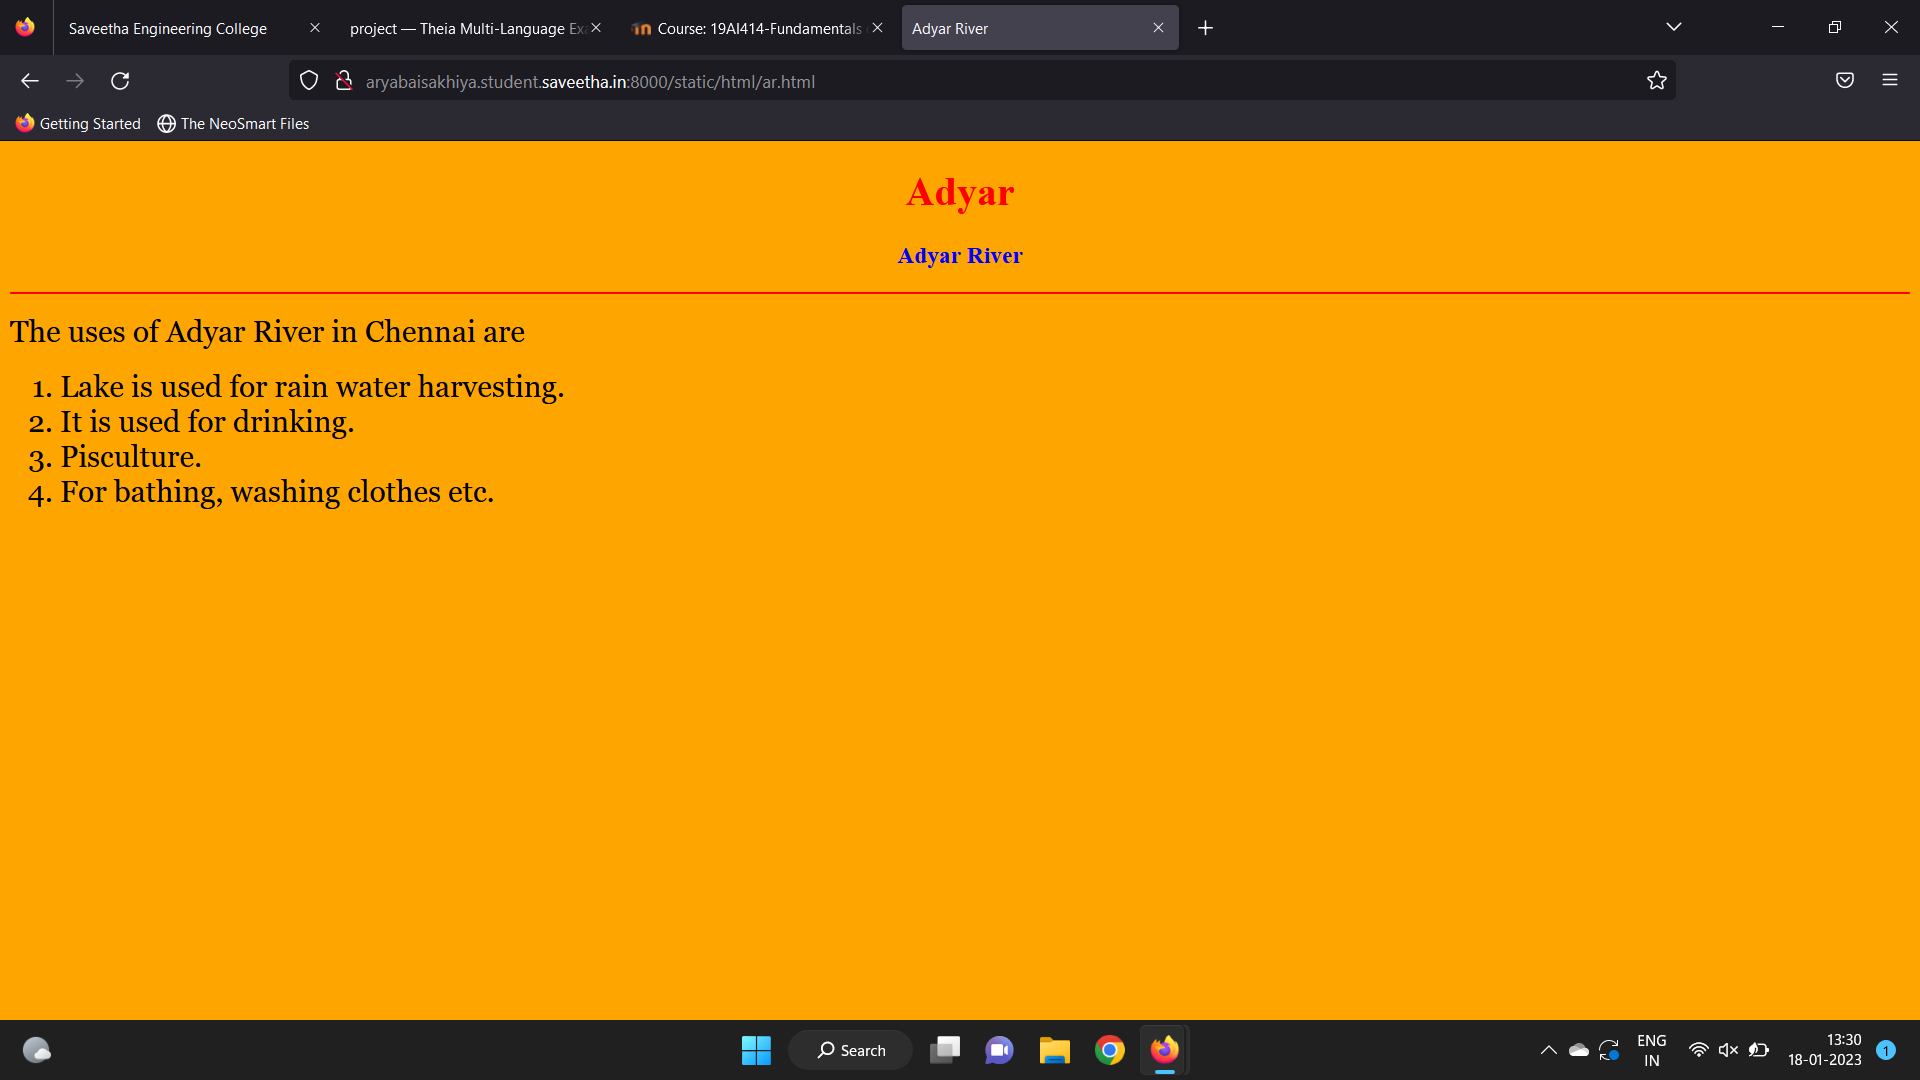 Saveetha Engineering College
project — Theia Multi-Language Ex
Course: 19AI414-Fundamentals
Adyar River
aryabaisakhiya.student.saveetha.in:8000/static/html/ar.html
Getting Started
The NeoSmart Files
Adyar
Adyar River
The uses of Adyar River in Chennai are
1. Lake is used for rain water harvesting.
2. It is used for drinking.
3. Pisculture.
4. For bathing, washing clothes etc.
Search
ENG
IN
13:30
18-01-2023
1